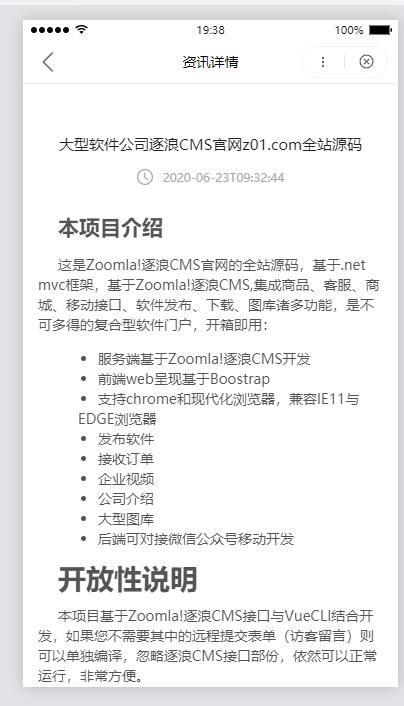 19:38
100%
资讯详情
大型软件公司逐浪CMS官网z01.com全站源码
2020-06-23T09:32:44
本项目介绍
这是Zoomla!逐浪CMS官网的全站源码，基于.net
mvc框架，基于Zoomla!逐浪CMS,集成商品、客服、商
城、移动接口、软件发布、下载、图库诸多功能，是不
可多得的复合型软件门户，开箱即用：
• 服务端基于Zoomla!逐浪CMS开发
• 前端web呈现基于Boostrap
• 支持chrome和现代化浏览器，兼容IE11与
EDGE浏览器
• 发布软件
• 接收订单
• 企业视频
• 公司介绍
• 大型图库
• 后端可对接微信公众号移动开发
开放性说明
本项目基于Zoomla!逐浪CMS接口与VueCLI结合开
发，如果您不需要其中的远程提交表单（访客留言）则
可以单独编译，忽略逐浪CMS接口部份，依然可以正常
运行，非常方便。